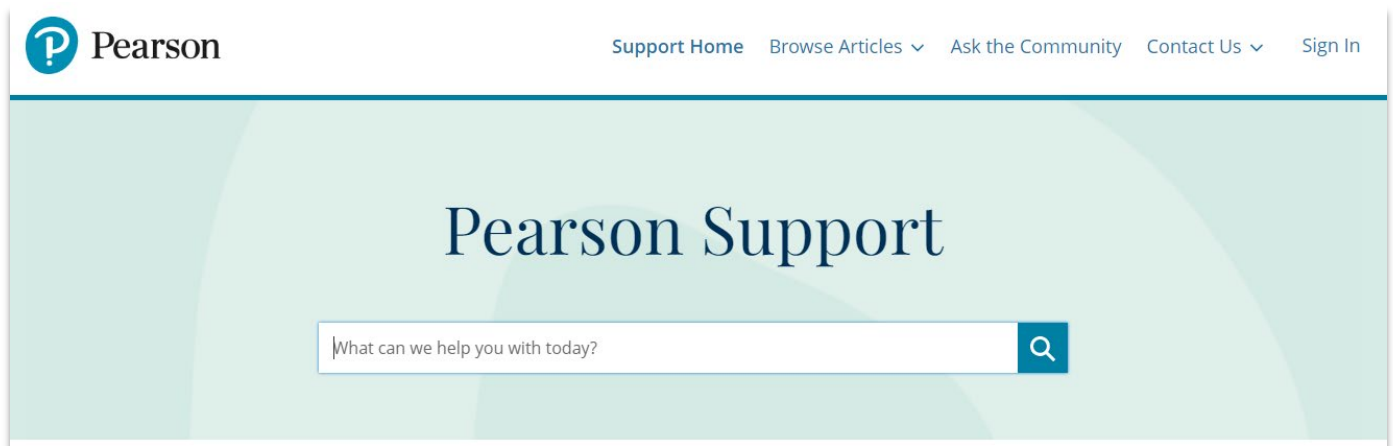 Pearson
Support Home Browse Articles Ask the Community Contact Us Sign In
Pearson Support
What can we help you with today?